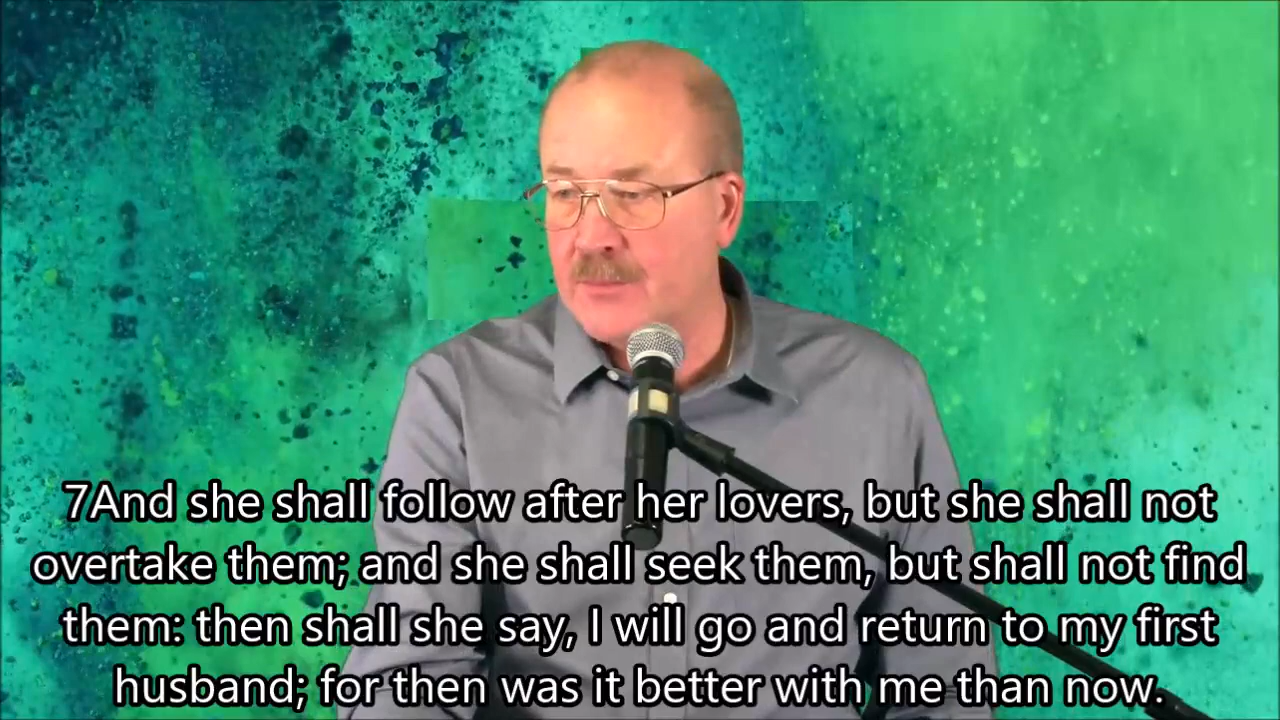 7And she shall follow after her lovers, but she shall not
overtake them; and she shall seek them, but shall not find
them: then shall she say, I will go and return to my first
husband; for then was it better with me than now.